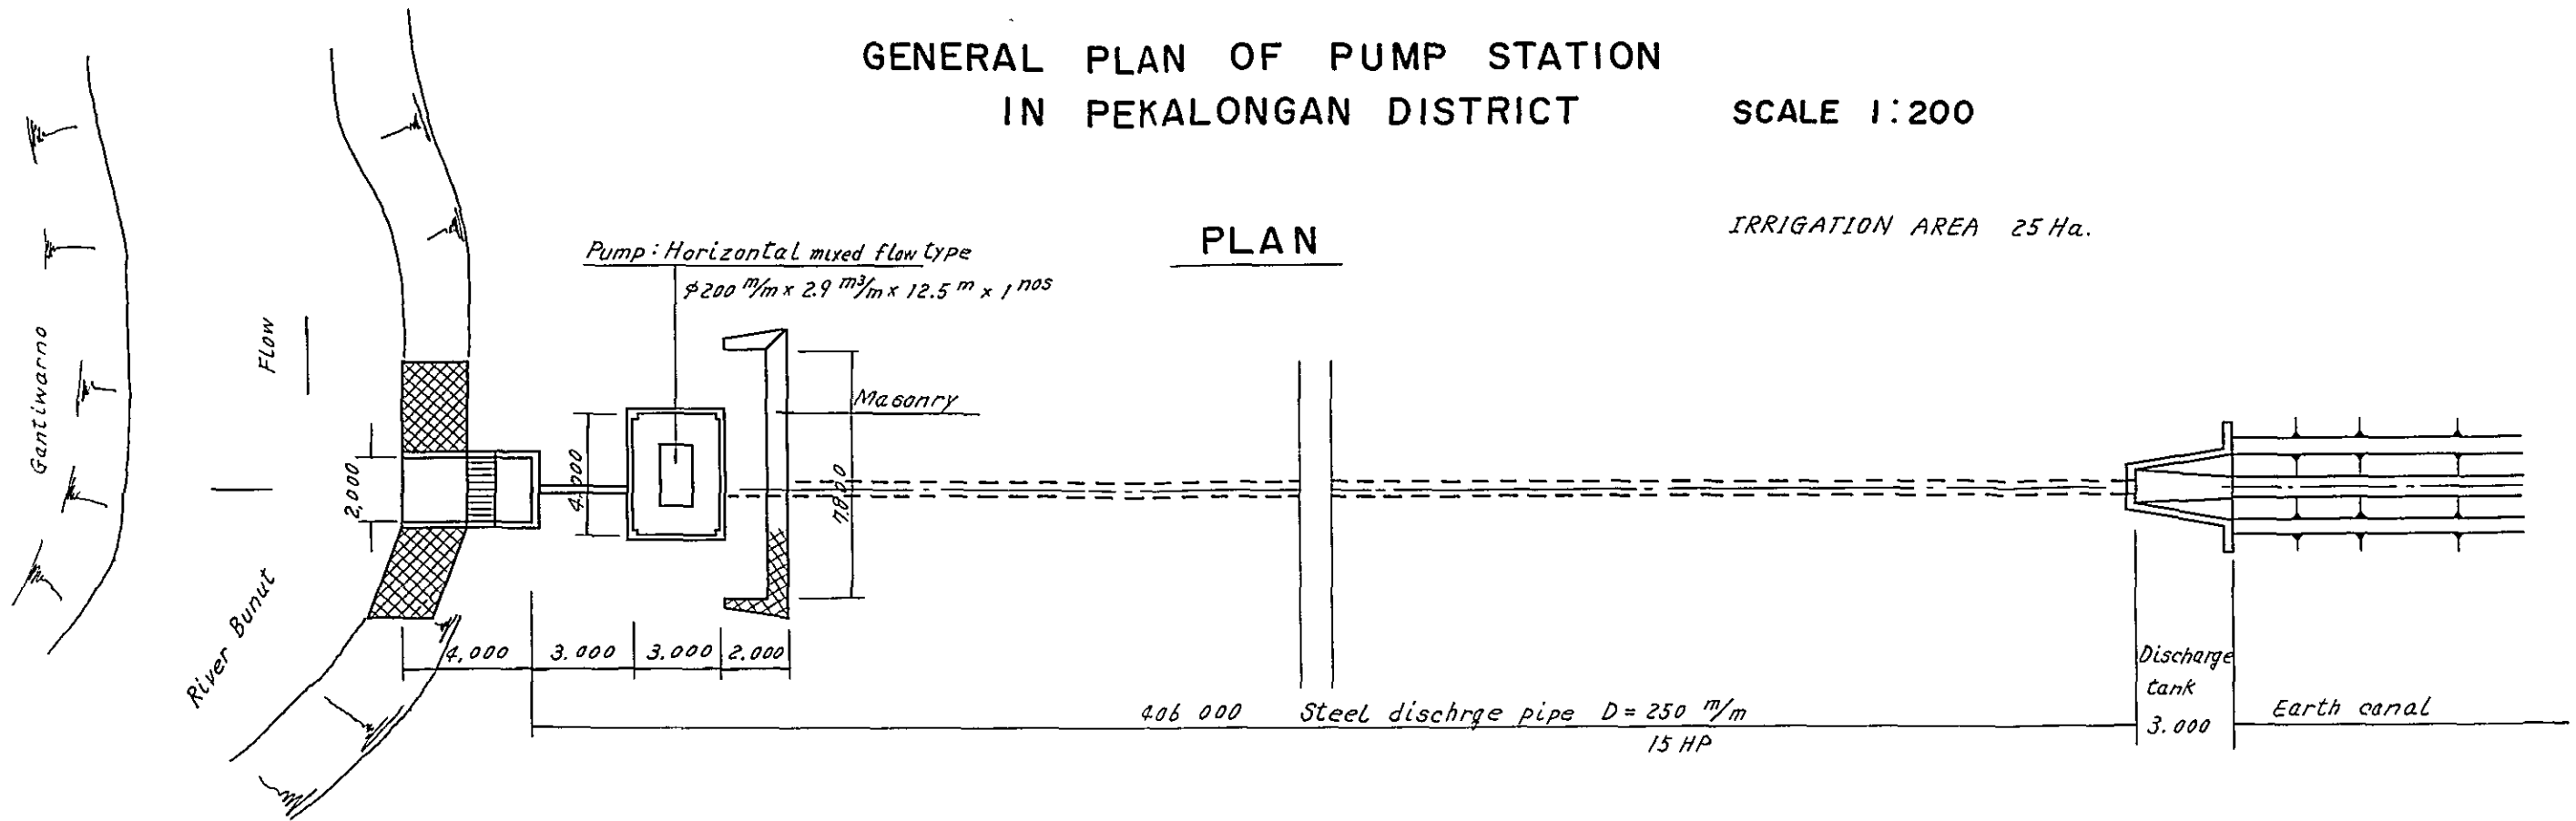 GENERAL PLAN OF PUMP STATION
IN PEKALONGAN DISTRICT
SCALE 1:200
IRRIGATION AREA 25 Ha.
PLAN
Pump: Horizontal mixed flow type
φ200 m/m x 2.9 m³/m x 12.5 m x 1 nos
Flow
Gantiwarno
Masonry
2,000
4.000
7.800
River Bunut
4,000
3.000
3.000
2.000
Discharge
tank
3.000
406 000 Steel dischrge pipe D = 250 m/m
15 HP
Earth canal